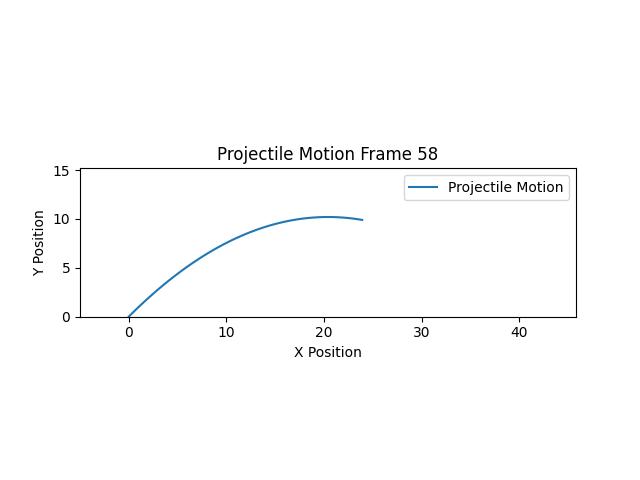 Projectile Motion Frame 58
Projectile Motion
15
10
5
0
Y Position
0 10 20 30 40
X Position